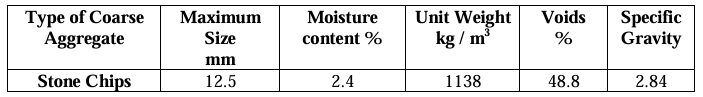 Type of Coarse Aggregate | Maximum Size mm | Moisture content % | Unit Weight kg / m³ | Voids % | Specific Gravity
Stone Chips | 12.5 | 2.4 | 1138 | 48.8 | 2.84